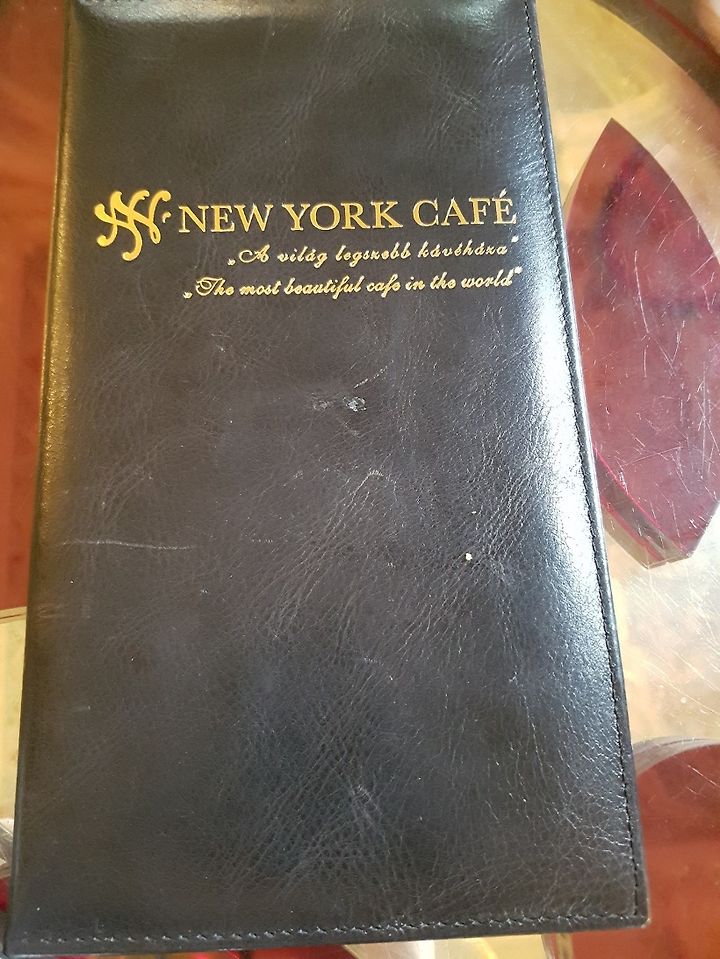 NEW YORK CAFÉ
„A világ legszebb kávéháza”
„The most beautiful cafe in the world”